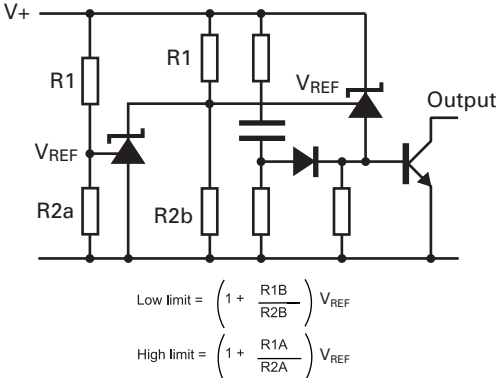 V+
R1
R1
VREF
Output
VREF
R2a
R2b
Low limit = ( 1 + R1B / R2B ) VREF
High limit = ( 1 + R1A / R2A ) VREF